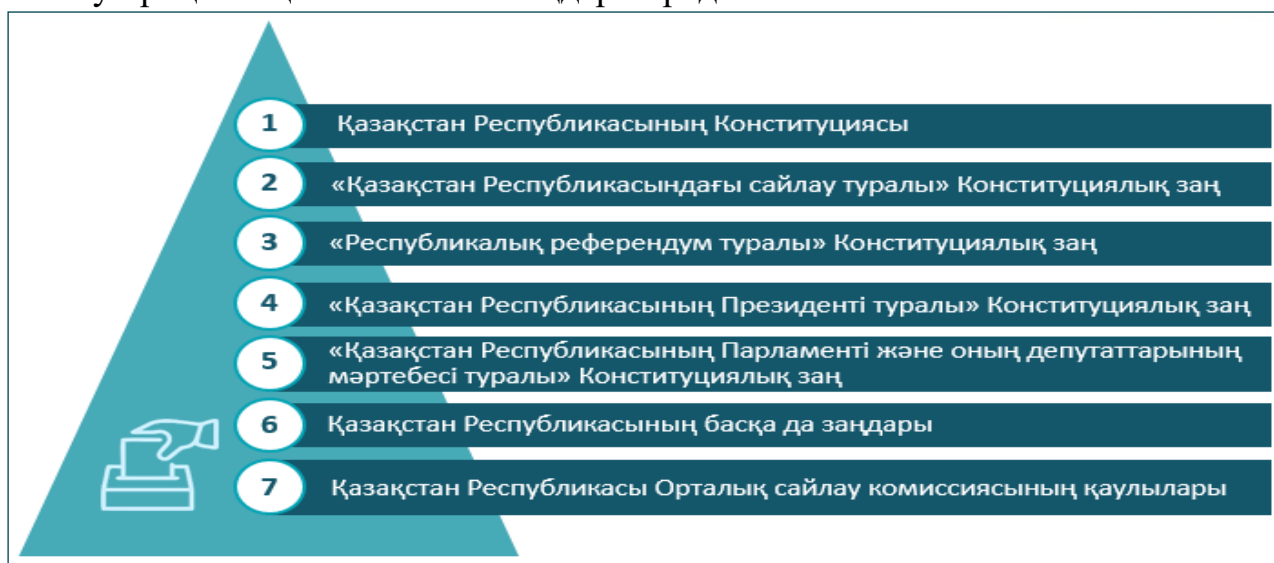 1 Қазақстан Республикасының Конституциясы
2 «Қазақстан Республикасындағы сайлау туралы» Конституциялық заң
3 «Республикалық референдум туралы» Конституциялық заң
4 «Қазақстан Республикасының Президенті туралы» Конституциялық заң
5 «Қазақстан Республикасының Парламенті және оның депутаттарының
мәртебесі туралы» Конституциялық заң
6 Қазақстан Республикасының басқа да заңдары
7 Қазақстан Республикасы Орталық сайлау комиссиясының қаулылары